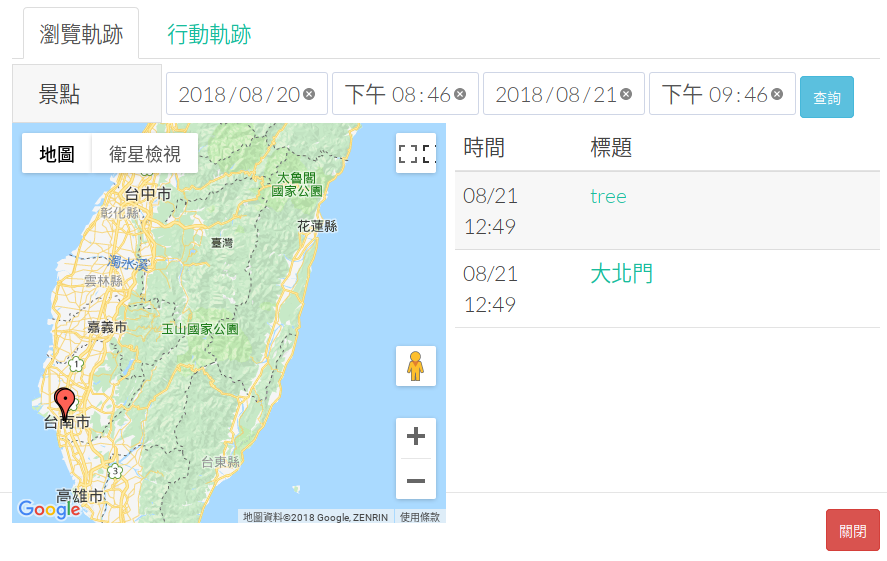 瀏覽軌跡 行動軌跡
景點 2018/08/20 下午 08:46 2018/08/21 下午 09:46 查詢
地圖 衛星檢視
時間 標題
08/21 12:49 tree
08/21 12:49 大北門
太魯閣
國家公園
台中市
彰化縣
花蓮縣
臺灣
濁水溪
雲林縣
嘉義市
玉山國家公園
1
台南市
台東縣
3
高雄市
Google
地圖資料©2018 Google, ZENRIN 使用條款
關閉